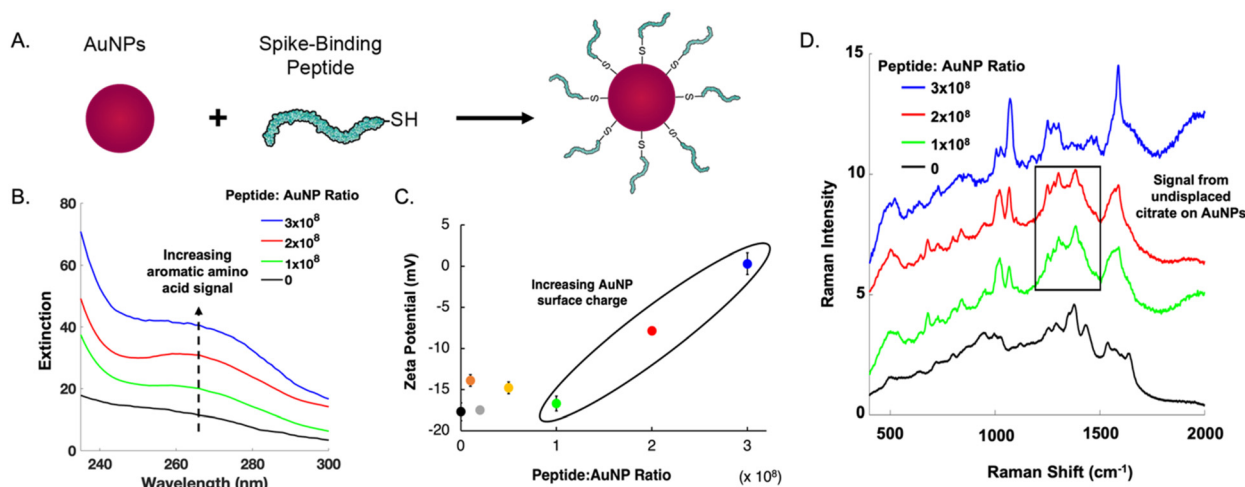 A.
AuNPs
+
Spike-Binding
Peptide
SH
S
S
S
S
S
S
S
S
B.
Peptide: AuNP Ratio
3x10⁸
2x10⁸
1x10⁸
0
Increasing
aromatic amino
acid signal
Extinction
80
60
40
20
0
240
260
280
300
Wavelength (nm)
C.
Increasing AuNP
surface charge
Zeta Potential (mV)
5
0
-5
-10
-15
-20
0
1
2
3
Peptide:AuNP Ratio
(x 10⁸)
D.
Peptide: AuNP Ratio
3x10⁸
2x10⁸
1x10⁸
0
Signal from
undisplaced
citrate on AuNPs
Raman Intensity
15
10
5
0
500
1000
1500
2000
Raman Shift (cm⁻¹)